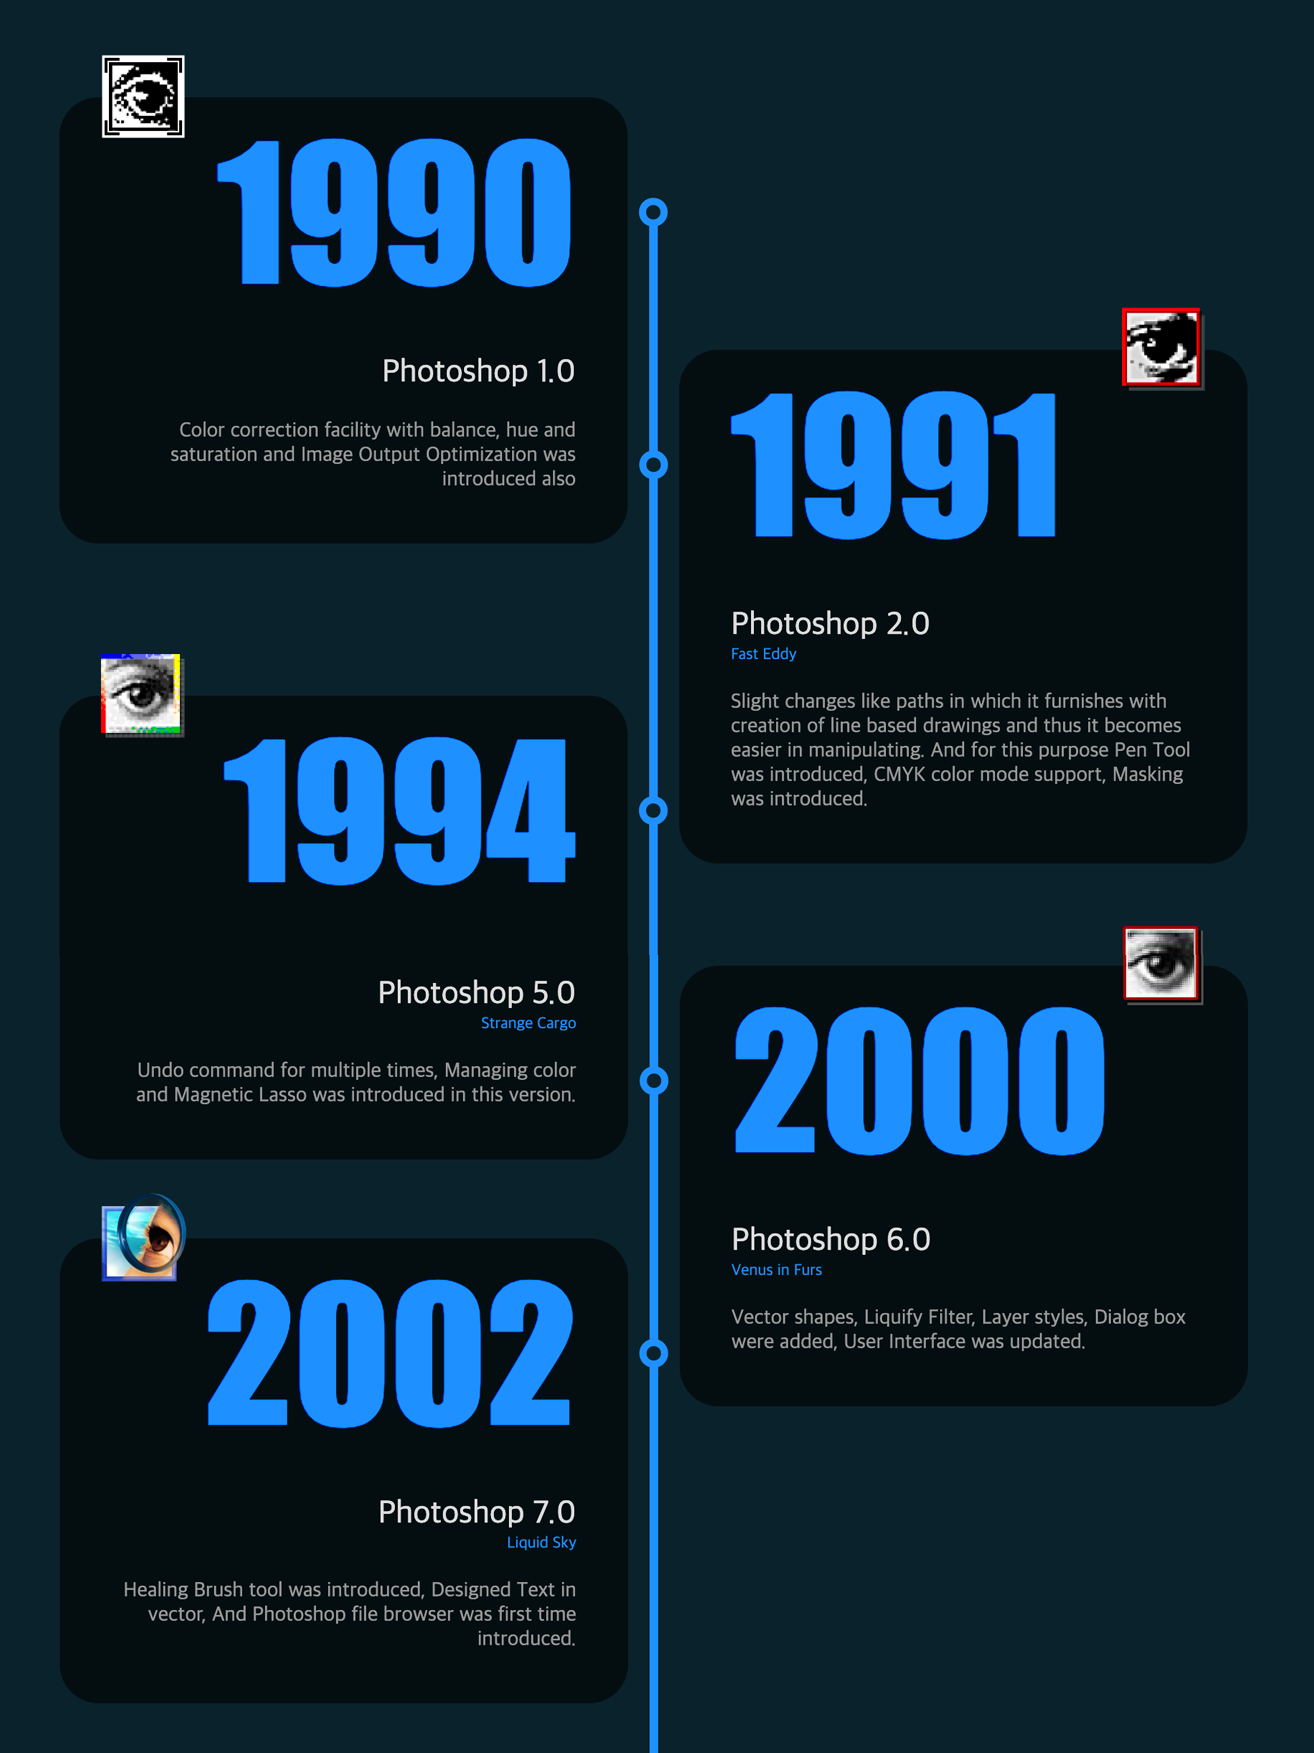 1990
Photoshop 1.0
Color correction facility with balance, hue and
saturation and Image Output Optimization was
introduced also
1991
Photoshop 2.0
Fast Eddy
Slight changes like paths in which it furnishes with
creation of line based drawings and thus it becomes
easier in manipulating. And for this purpose Pen Tool
was introduced, CMYK color mode support, Masking
was introduced.
1994
Photoshop 5.0
Strange Cargo
Undo command for multiple times, Managing color
and Magnetic Lasso was introduced in this version.
2000
Photoshop 6.0
Venus in Furs
Vector shapes, Liquify Filter, Layer styles, Dialog box
were added, User Interface was updated.
2002
Photoshop 7.0
Liquid Sky
Healing Brush tool was introduced, Designed Text in
vector, And Photoshop file browser was first time
introduced.